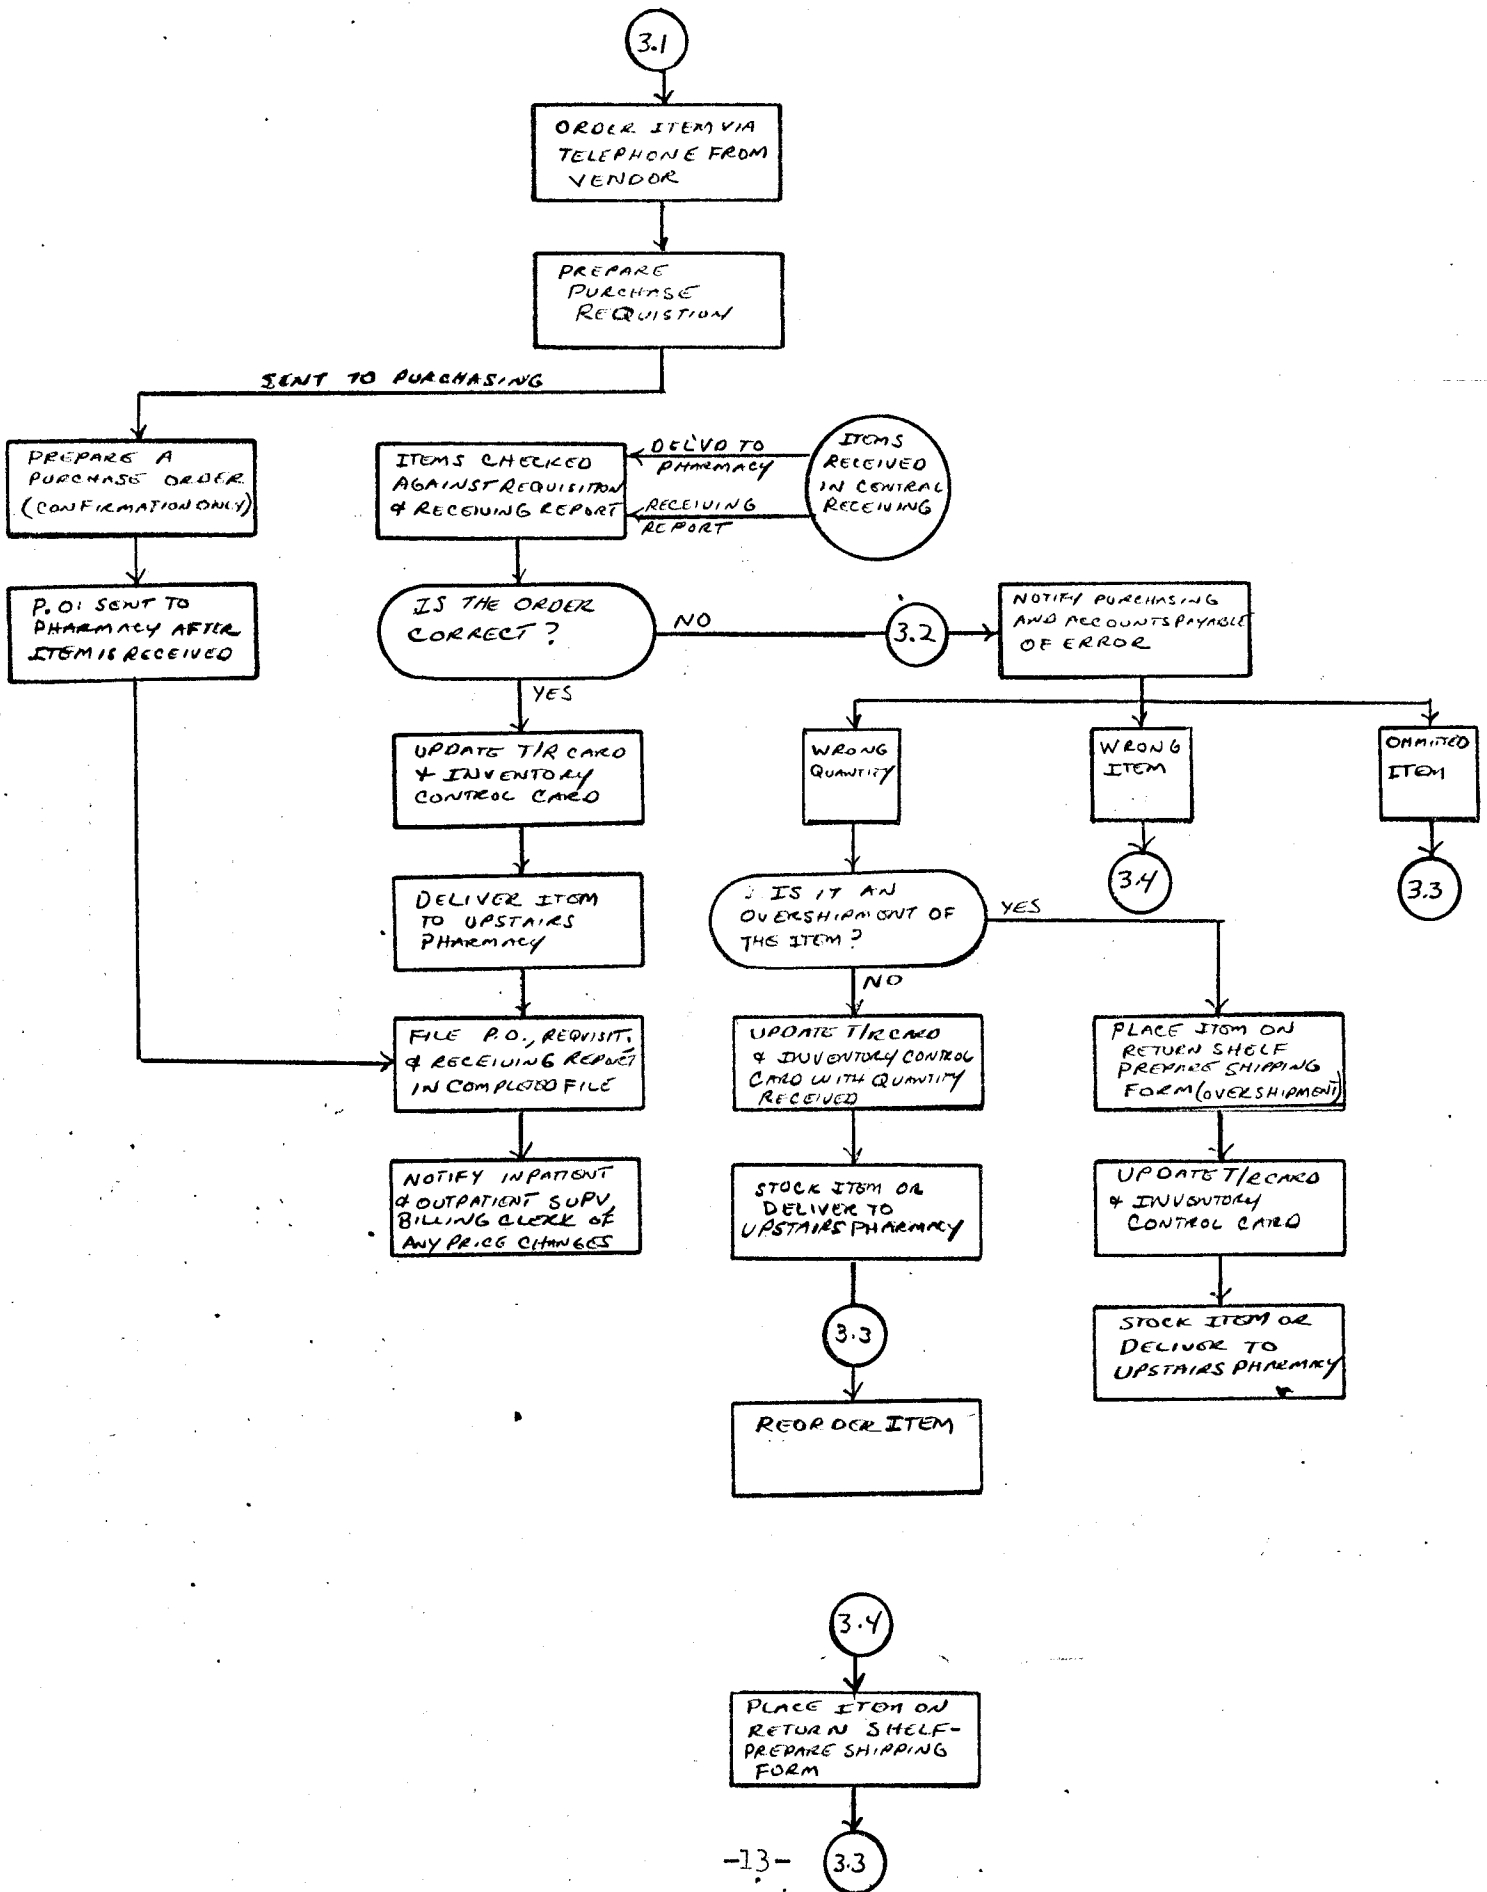 3.1
ORDER ITEM VIA
TELEPHONE FROM
VENDOR
PREPARE
PURCHASE
REQUISTION
SENT TO PURCHASING
PREPARE A
PURCHASE ORDER
(CONFIRMATION ONLY)
P.O. SENT TO
PHARMACY AFTER
ITEM IS RECEIVED
ITEMS CHECKED
AGAINST REQUISITION
& RECEIVING REPORT
DELVD TO
PHARMACY
RECEIVING
REPORT
ITEMS
RECEIVED
IN CENTRAL
RECEIVING
IS THE ORDER
CORRECT?
NO
3.2
NOTIFY PURCHASING
AND ACCOUNTS PAYABLE
OF ERROR
YES
UPDATE T/R CARD
& INVENTORY
CONTROL CARD
DELIVER ITEM
TO UPSTAIRS
PHARMACY
FILE P.O., REQUISIT.
& RECEIVING REPORT
IN COMPLETED FILE
NOTIFY INPATIENT
& OUTPATIENT SUPV,
BILLING CLERK OF
ANY PRICE CHANGES
WRONG
QUANTITY
WRONG
ITEM
3.4
OMMITTED
ITEM
3.3
IS IT AN
OVERSHIPMENT OF
THE ITEM?
YES
NO
UPDATE T/R CARD
& INVENTORY CONTROL
CARD WITH QUANTITY
RECEIVED
STOCK ITEM OR
DELIVER TO
UPSTAIRS PHARMACY
3.3
REORDER ITEM
PLACE ITEM ON
RETURN SHELF
PREPARE SHIPPING
FORM (OVERSHIPMENT)
UPDATE T/R CARD
& INVENTORY
CONTROL CARD
STOCK ITEM OR
DELIVER TO
UPSTAIRS PHARMACY
3.4
PLACE ITEM ON
RETURN SHELF-
PREPARE SHIPPING
FORM
3.3
-13-